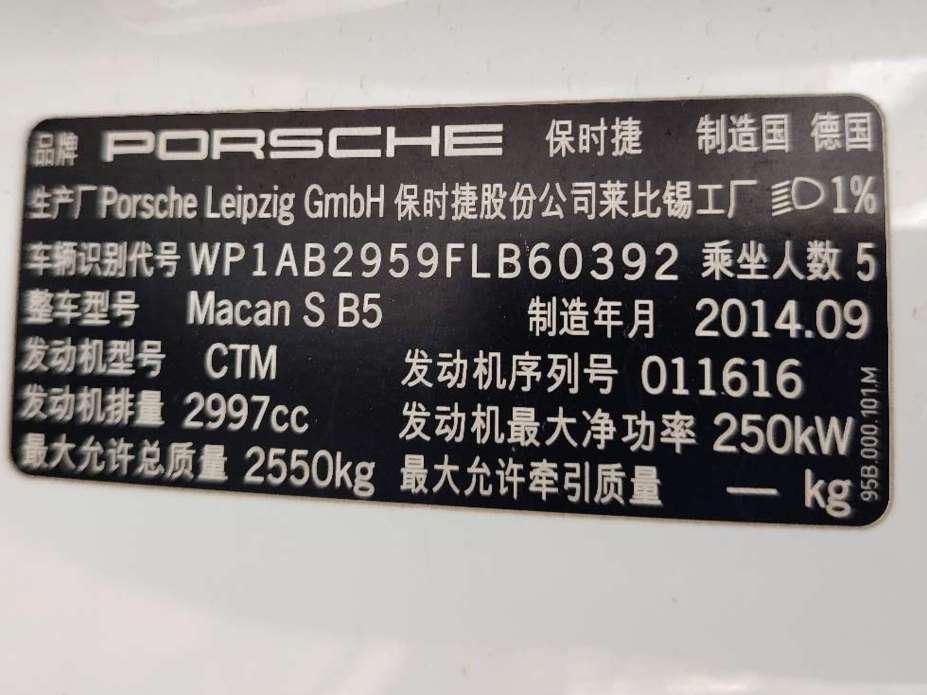 品牌 PORSCHE 保时捷 制造国 德国
生产厂 Porsche Leipzig GmbH 保时捷股份公司莱比锡工厂 1%
车辆识别代号 WP1AB2959FLB60392 乘坐人数 5
整车型号 Macan S B5 制造年月 2014.09
发动机型号 CTM 发动机序列号 011616
发动机排量 2997cc 发动机最大净功率 250kW
最大允许总质量 2550kg 最大允许牵引质量 — kg
95B.000.101.M